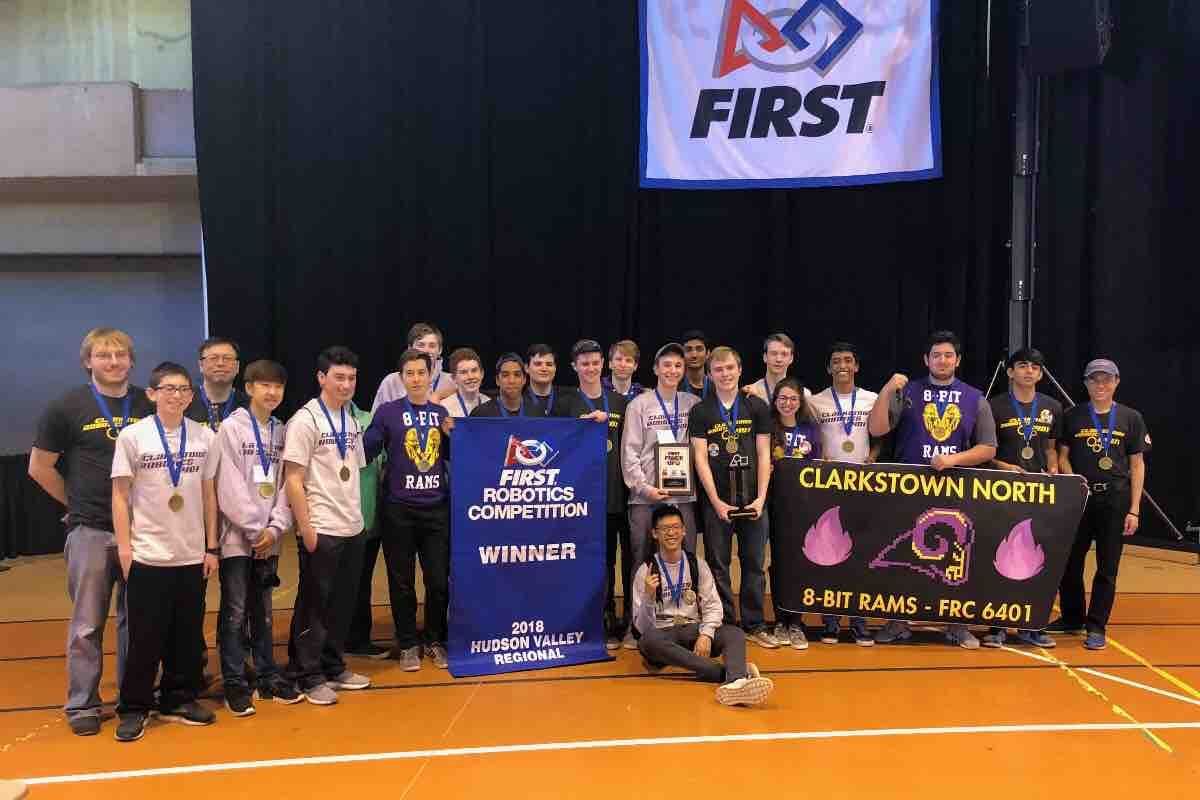 FIRST®
8-BIT
RAMS
8-BIT
RAMS
FIRST®
ROBOTICS
COMPETITION
WINNER
2018
HUDSON VALLEY
REGIONAL
CLARKSTOWN NORTH
8-BIT RAMS - FRC 6401